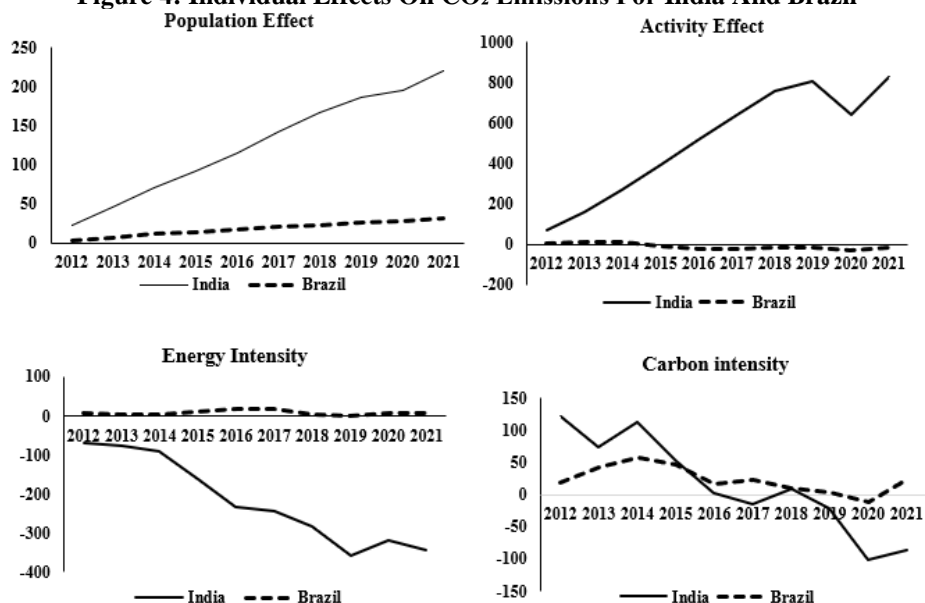 Figure 4: Individual Effects On CO₂ Emissions For India And Brazil
Population Effect
250
200
150
100
50
0
2012 2013 2014 2015 2016 2017 2018 2019 2020 2021
India Brazil
Activity Effect
1000
800
600
400
200
0
-200
2012 2013 2014 2015 2016 2017 2018 2019 2020 2021
India Brazil
Energy Intensity
100
0
-100
-200
-300
-400
2012 2013 2014 2015 2016 2017 2018 2019 2020 2021
India Brazil
Carbon intensity
150
100
50
0
-50
-100
-150
2012 2013 2014 2015 2016 2017 2018 2019 2020 2021
India Brazil